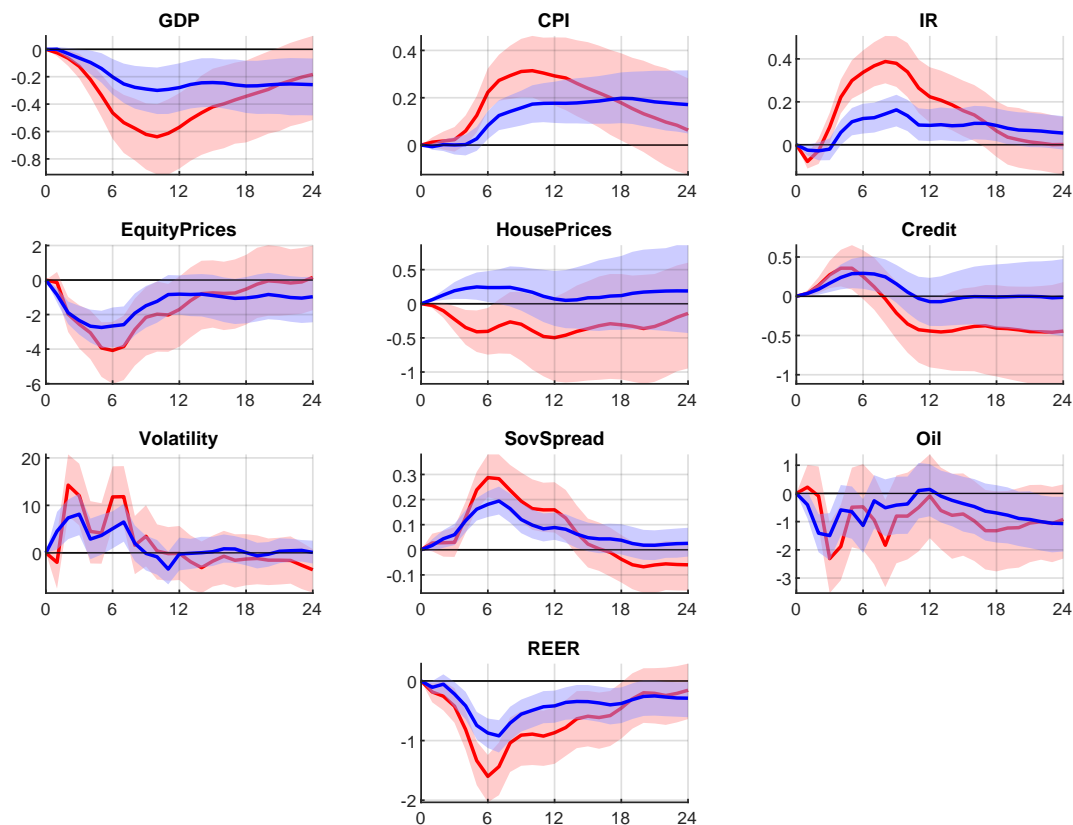 GDP
0
-0.2
-0.4
-0.6
-0.8
0 6 12 18 24
CPI
0.4
0.2
0
0 6 12 18 24
IR
0.4
0.2
0
0 6 12 18 24
EquityPrices
2
0
-2
-4
-6
0 6 12 18 24
HousePrices
0.5
0
-0.5
-1
0 6 12 18 24
Credit
0.5
0
-0.5
-1
0 6 12 18 24
Volatility
20
10
0
0 6 12 18 24
SovSpread
0.3
0.2
0.1
0
-0.1
0 6 12 18 24
Oil
1
0
-1
-2
-3
0 6 12 18 24
REER
0
-1
-2
0 6 12 18 24